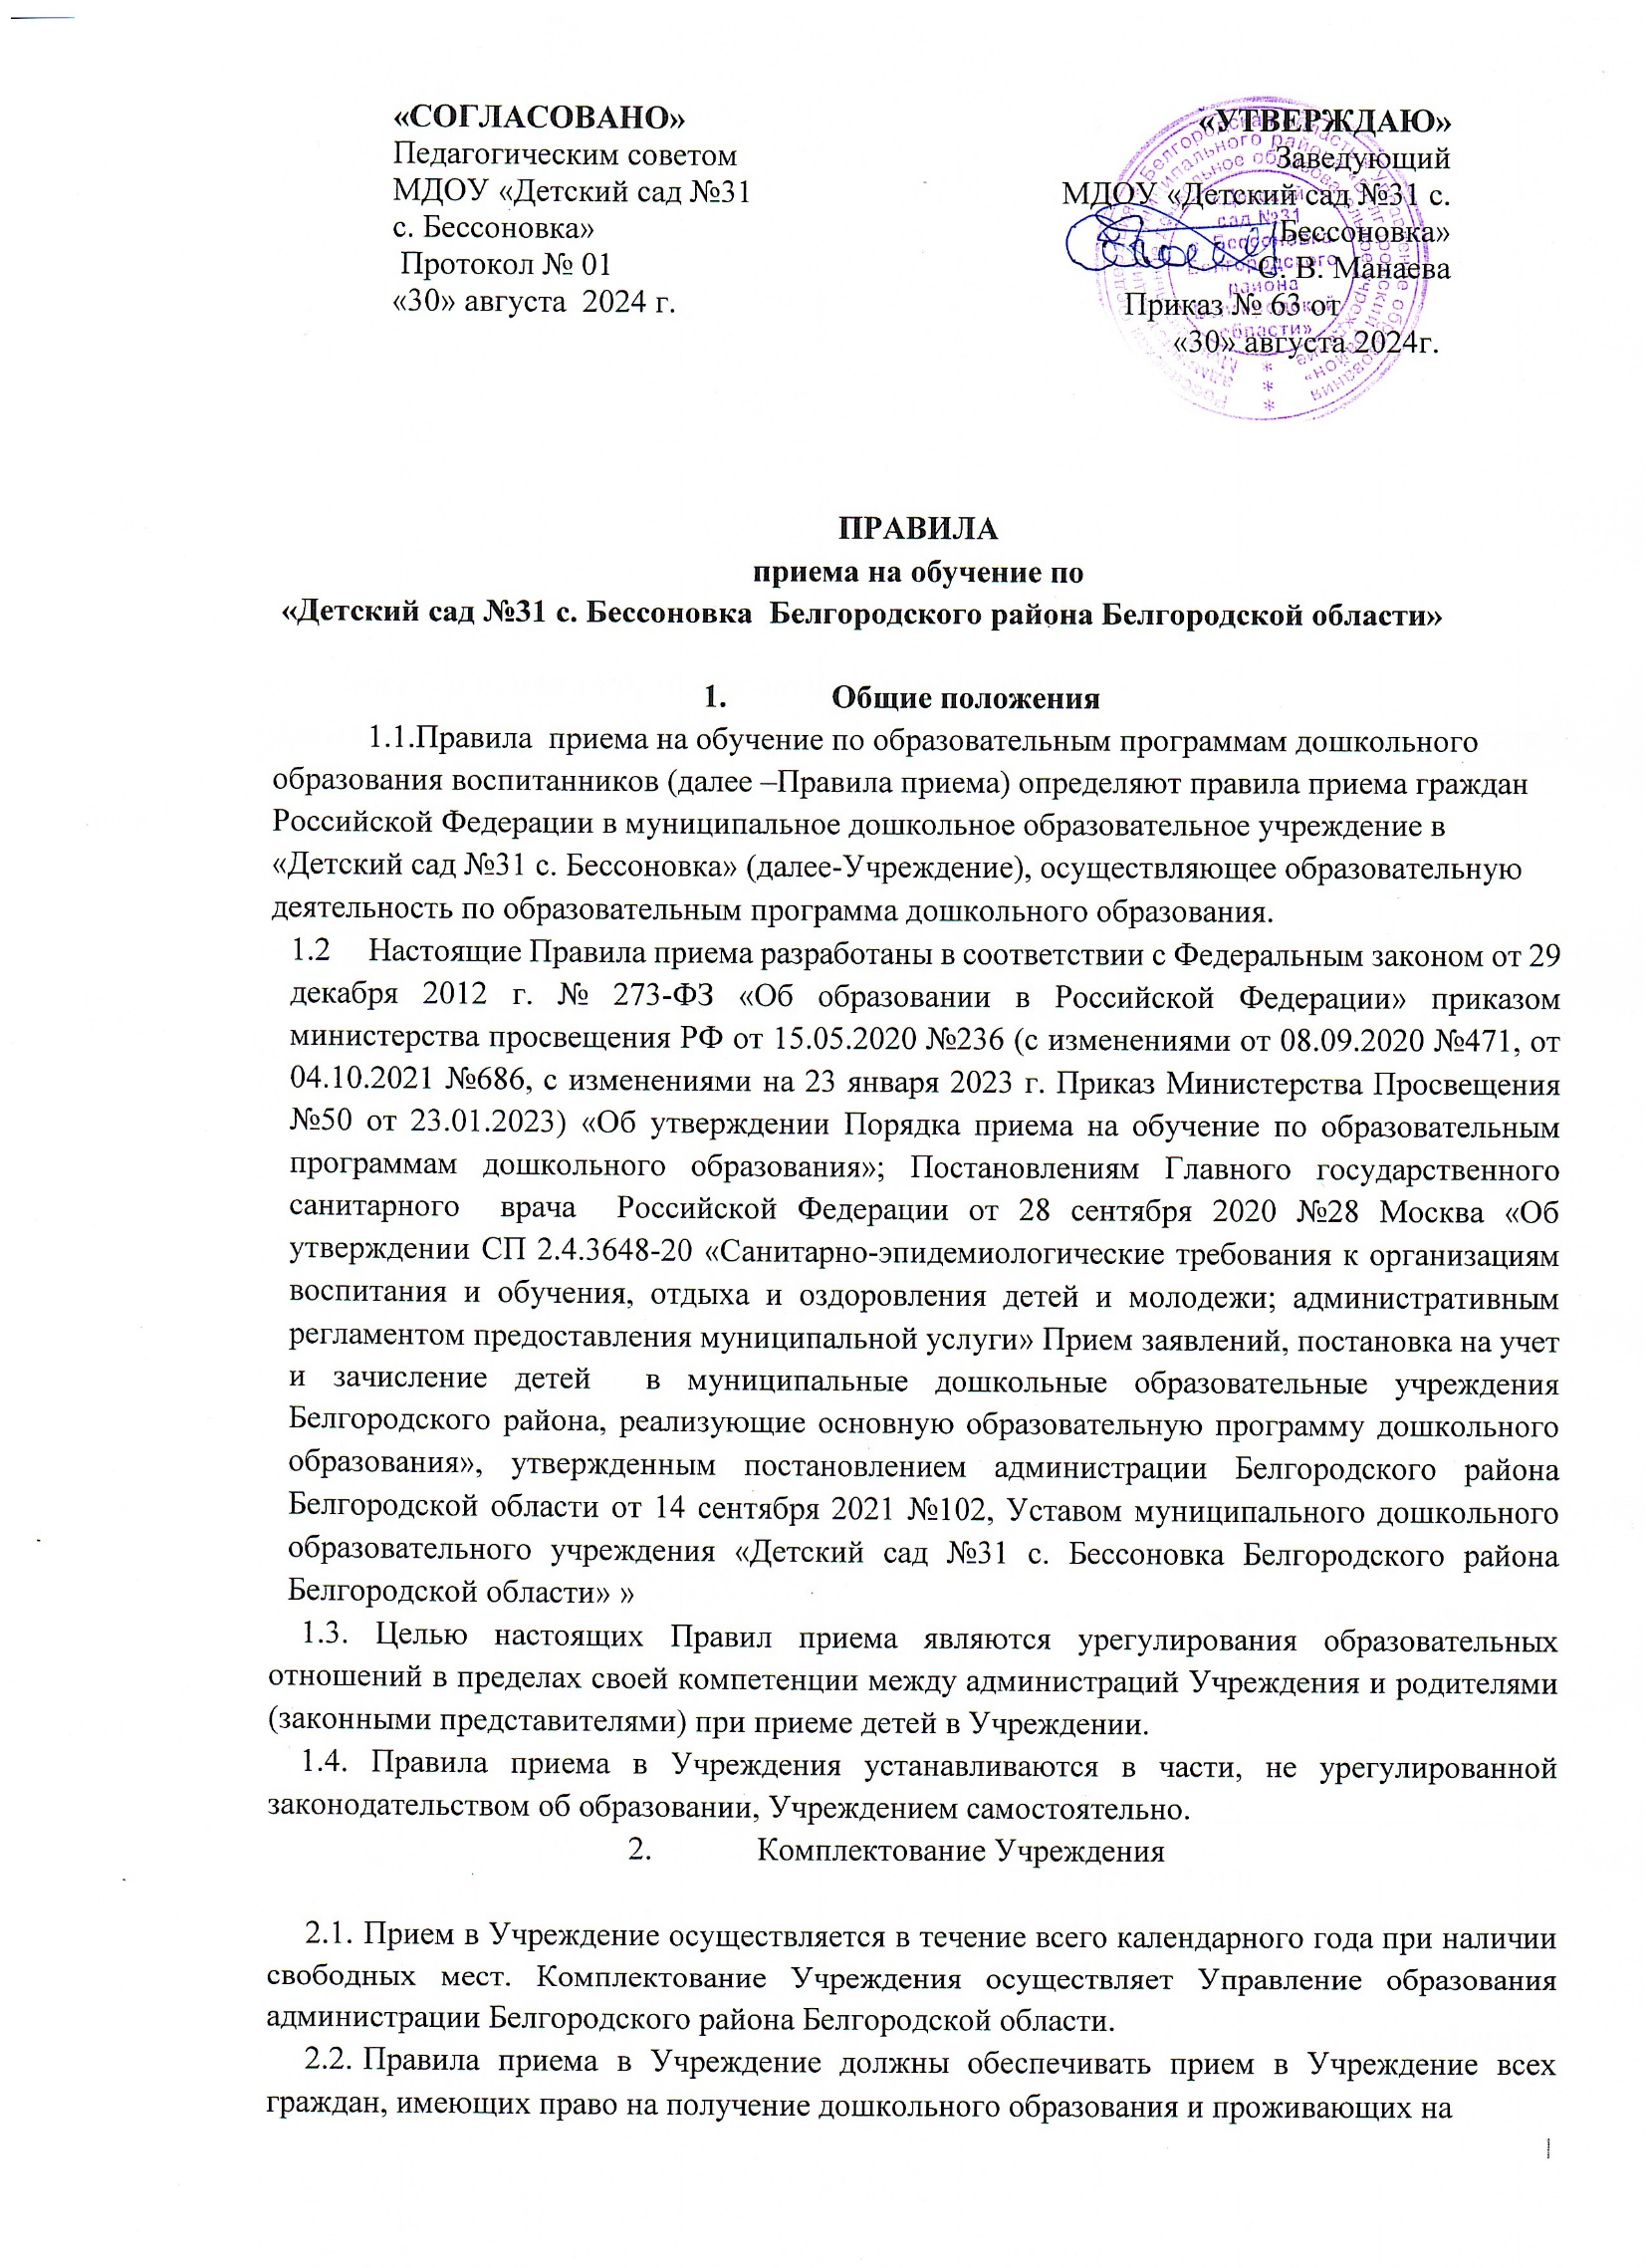 «СОГЛАСОВАНО»
Педагогическим советом
МДОУ «Детский сад №31
с. Бессоновка»
Протокол № 01
«30» августа 2024 г.
«УТВЕРЖДАЮ»
Заведующий
МДОУ «Детский сад №31 с.
Бессоновка»
С. В. Манаева
Приказ № 63 от
«30» августа 2024г.
ПРАВИЛА
приема на обучение по
«Детский сад №31 с. Бессоновка Белгородского района Белгородской области»
1. Общие положения
1.1.Правила приема на обучение по образовательным программам дошкольного
образования воспитанников (далее –Правила приема) определяют правила приема граждан
Российской Федерации в муниципальное дошкольное образовательное учреждение в
«Детский сад №31 с. Бессоновка» (далее-Учреждение), осуществляющее образовательную
деятельность по образовательным программа дошкольного образования.
1.2 Настоящие Правила приема разработаны в соответствии с Федеральным законом от 29
декабря 2012 г. № 273-ФЗ «Об образовании в Российской Федерации» приказом
министерства просвещения РФ от 15.05.2020 №236 (с изменениями от 08.09.2020 №471, от
04.10.2021 №686, с изменениями на 23 января 2023 г. Приказ Министерства Просвещения
№50 от 23.01.2023) «Об утверждении Порядка приема на обучение по образовательным
программам дошкольного образования»; Постановлениям Главного государственного
санитарного врача Российской Федерации от 28 сентября 2020 №28 Москва «Об
утверждении СП 2.4.3648-20 «Санитарно-эпидемиологические требования к организациям
воспитания и обучения, отдыха и оздоровления детей и молодежи; административным
регламентом предоставления муниципальной услуги» Прием заявлений, постановка на учет
и зачисление детей в муниципальные дошкольные образовательные учреждения
Белгородского района, реализующие основную образовательную программу дошкольного
образования», утвержденным постановлением администрации Белгородского района
Белгородской области от 14 сентября 2021 №102, Уставом муниципального дошкольного
образовательного учреждения «Детский сад №31 с. Бессоновка Белгородского района
Белгородской области» »
1.3. Целью настоящих Правил приема являются урегулирования образовательных
отношений в пределах своей компетенции между администраций Учреждения и родителями
(законными представителями) при приеме детей в Учреждении.
1.4. Правила приема в Учреждения устанавливаются в части, не урегулированной
законодательством об образовании, Учреждением самостоятельно.
2. Комплектование Учреждения
2.1. Прием в Учреждение осуществляется в течение всего календарного года при наличии
свободных мест. Комплектование Учреждения осуществляет Управление образования
администрации Белгородского района Белгородской области.
2.2. Правила приема в Учреждение должны обеспечивать прием в Учреждение всех
граждан, имеющих право на получение дошкольного образования и проживающих на